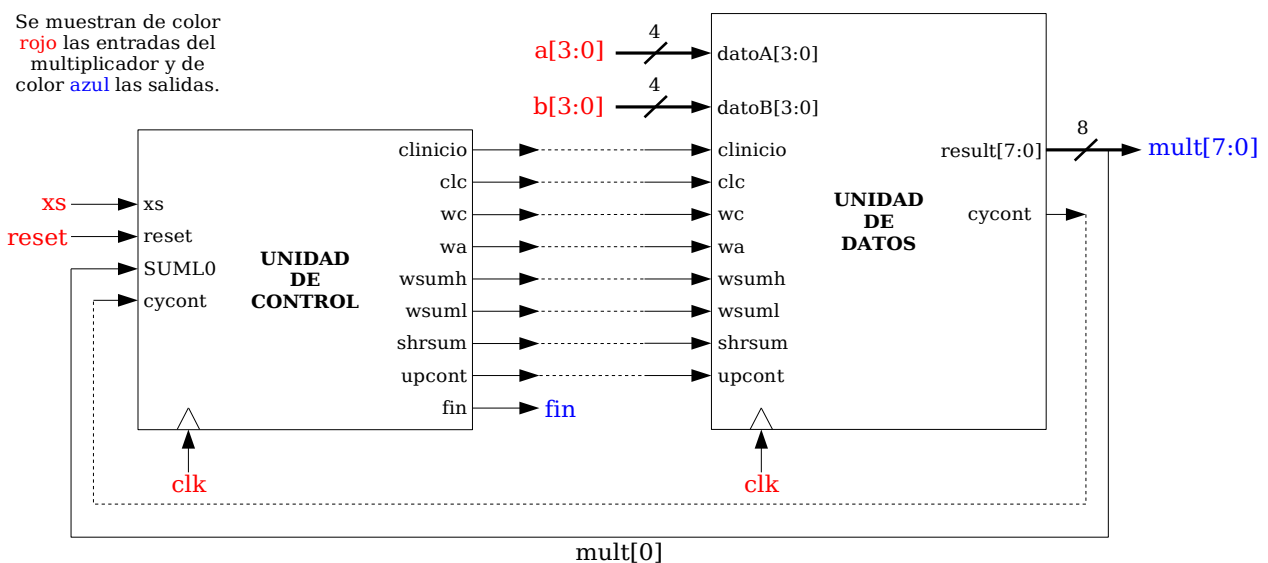 Se muestran de color
rojo las entradas del
multiplicador y de
color azul las salidas.
a[3:0]
4
datoA[3:0]
b[3:0]
4
datoB[3:0]
xs
reset
xs
reset
SUML0
cycont
UNIDAD
DE
CONTROL
clinicio
clc
wc
wa
wsumh
wsuml
shrsum
upcont
fin
fin
clk
clinicio
clc
wc
wa
wsumh
wsuml
shrsum
upcont
UNIDAD
DE
DATOS
result[7:0]
8
mult[7:0]
cycont
clk
mult[0]